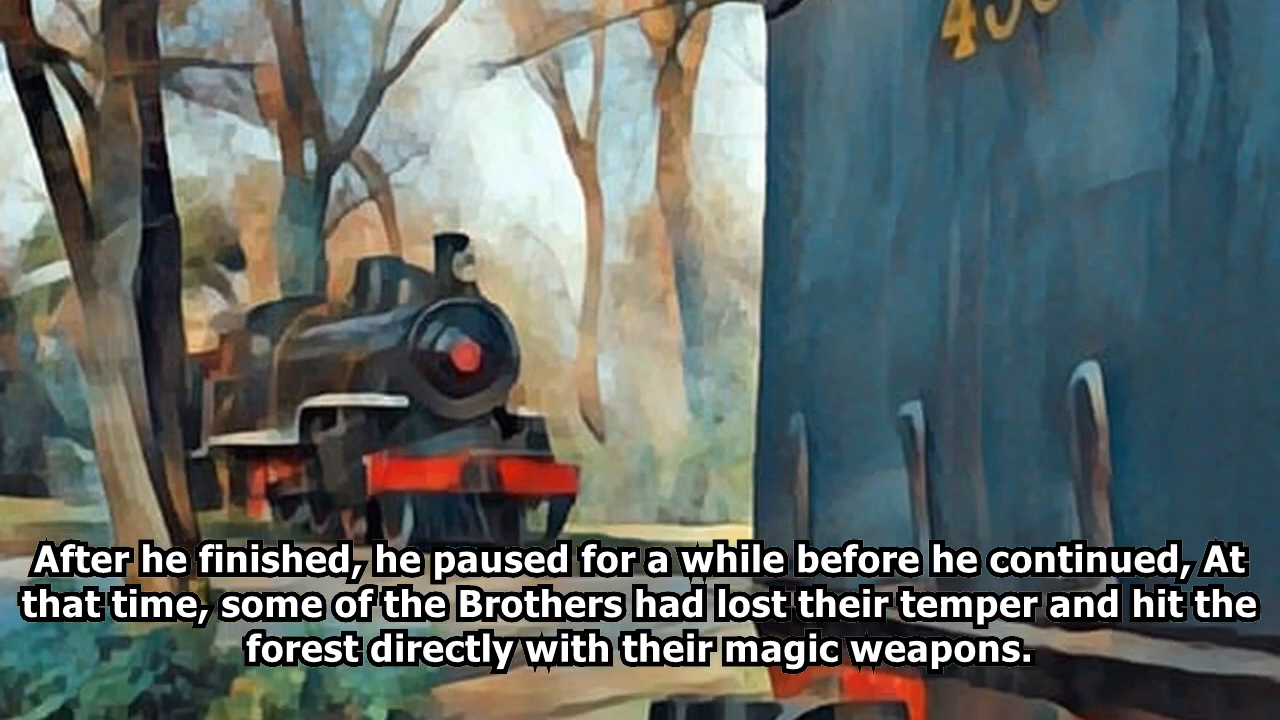 After he finished, he paused for a while before he continued, At
that time, some of the Brothers had lost their temper and hit the
forest directly with their magic weapons.